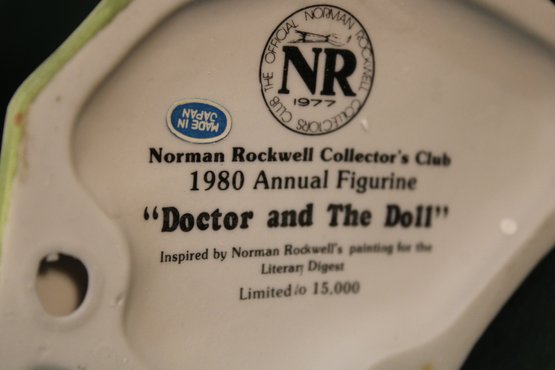 THE OFFICIAL NORMAN ROCKWELL COLLECTORS CLUB
NR
1977
MADE IN
JAPAN
Norman Rockwell Collector's Club
1980 Annual Figurine
"Doctor and The Doll"
Inspired by Norman Rockwell's painting for the
Literary Digest
Limited to 15.000